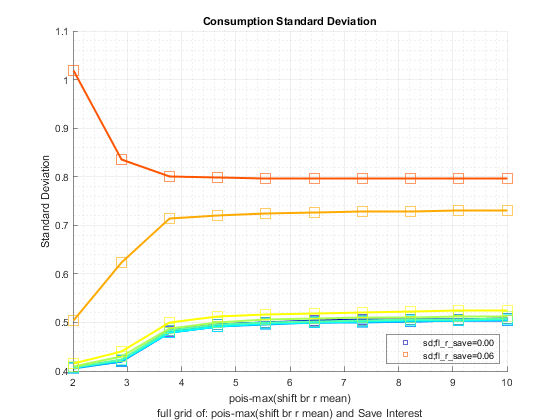 Consumption Standard Deviation
1.1
1
0.9
0.8
0.7
0.6
0.5
0.4
Standard Deviation
sd;fl_r_save=0.00
sd;fl_r_save=0.06
2 3 4 5 6 7 8 9 10
pois-max(shift br r mean)
full grid of: pois-max(shift br r mean) and Save Interest